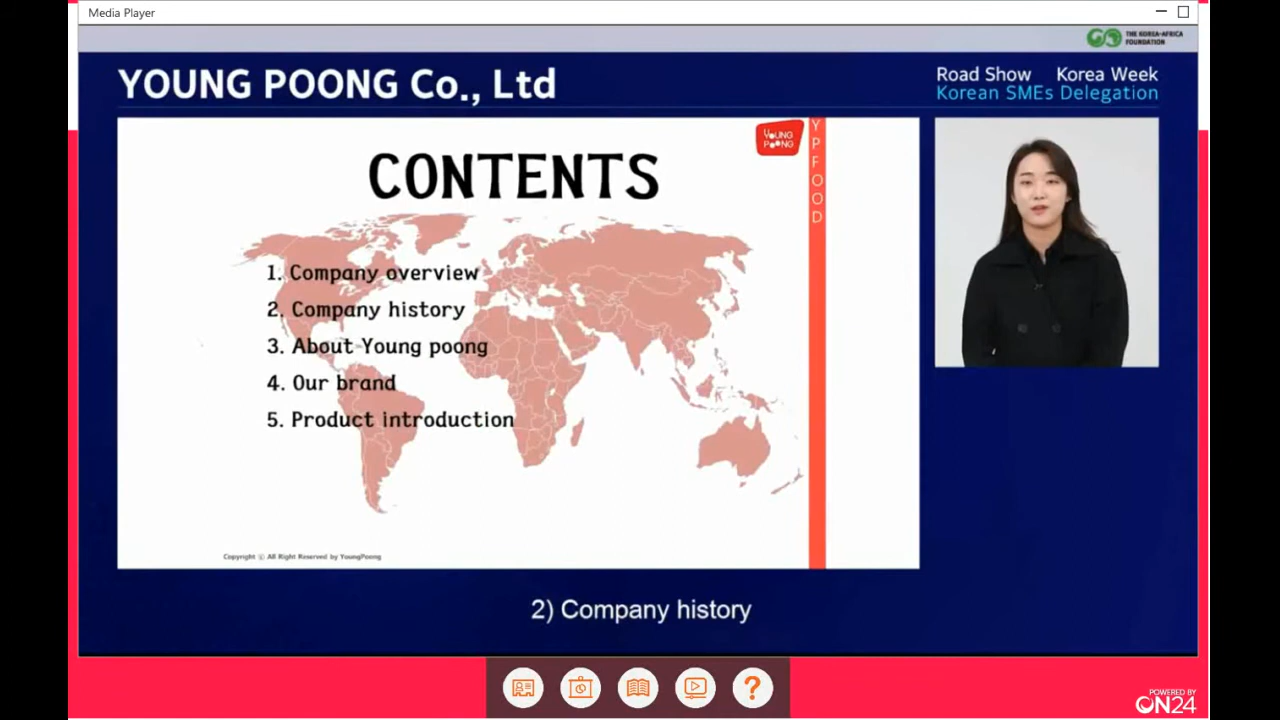 Media Player
THE KOREA-AFRICA
FOUNDATION
YOUNG POONG Co., Ltd
Road Show Korea Week
Korean SMEs Delegation
YOUNG
POONG
YPFOOD
CONTENTS
1. Company overview
2. Company history
3. About Young poong
4. Our brand
5. Product introduction
Copyright ⓒ All Right Reserved by YoungPoong
2) Company history
?
POWERED BY
ON24